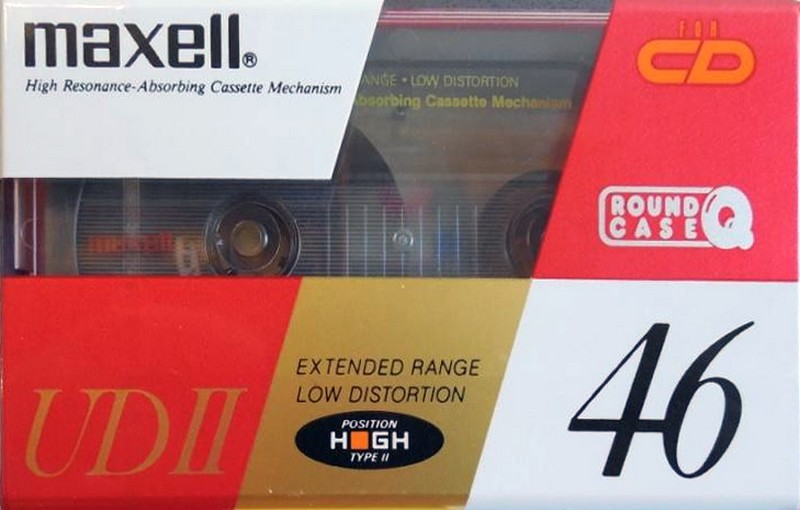 maxell®
High Resonance-Absorbing Cassette Mechanism
FOR
CD
ANGE • LOW DISTORTION
Absorbing Cassette Mechanism
ROUND
CASE
maxell
UDII
EXTENDED RANGE
LOW DISTORTION
POSITION
HIGH
TYPE II
46